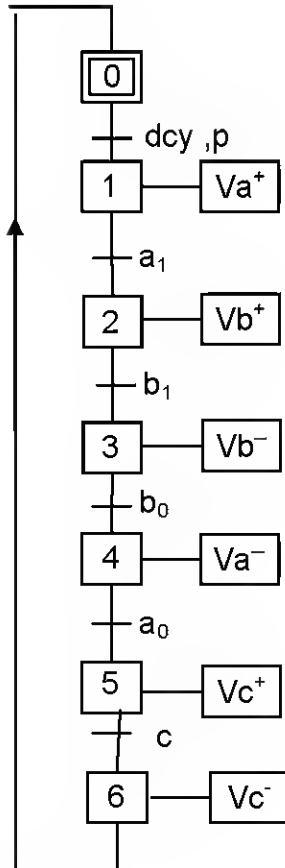 0
dcy ,p
1 Va⁺
a₁
2 Vb⁺
b₁
3 Vb⁻
b₀
4 Va⁻
a₀
5 Vc⁺
c
6 Vc⁻